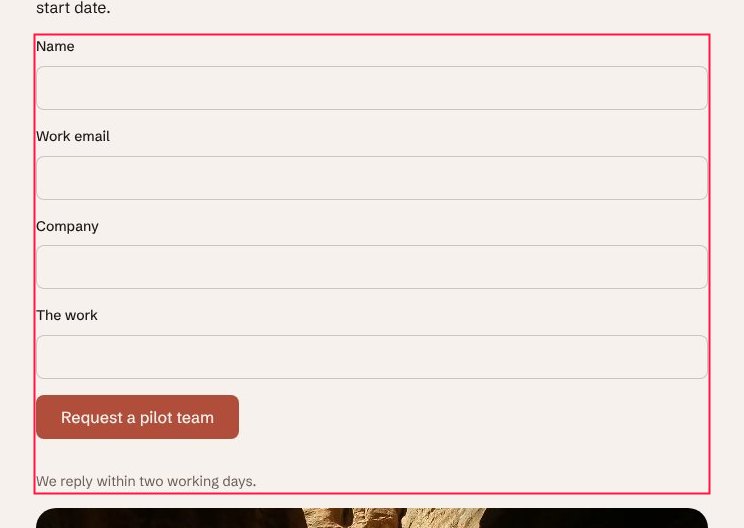 start date.
Name
Work email
Company
The work
Request a pilot team
We reply within two working days.